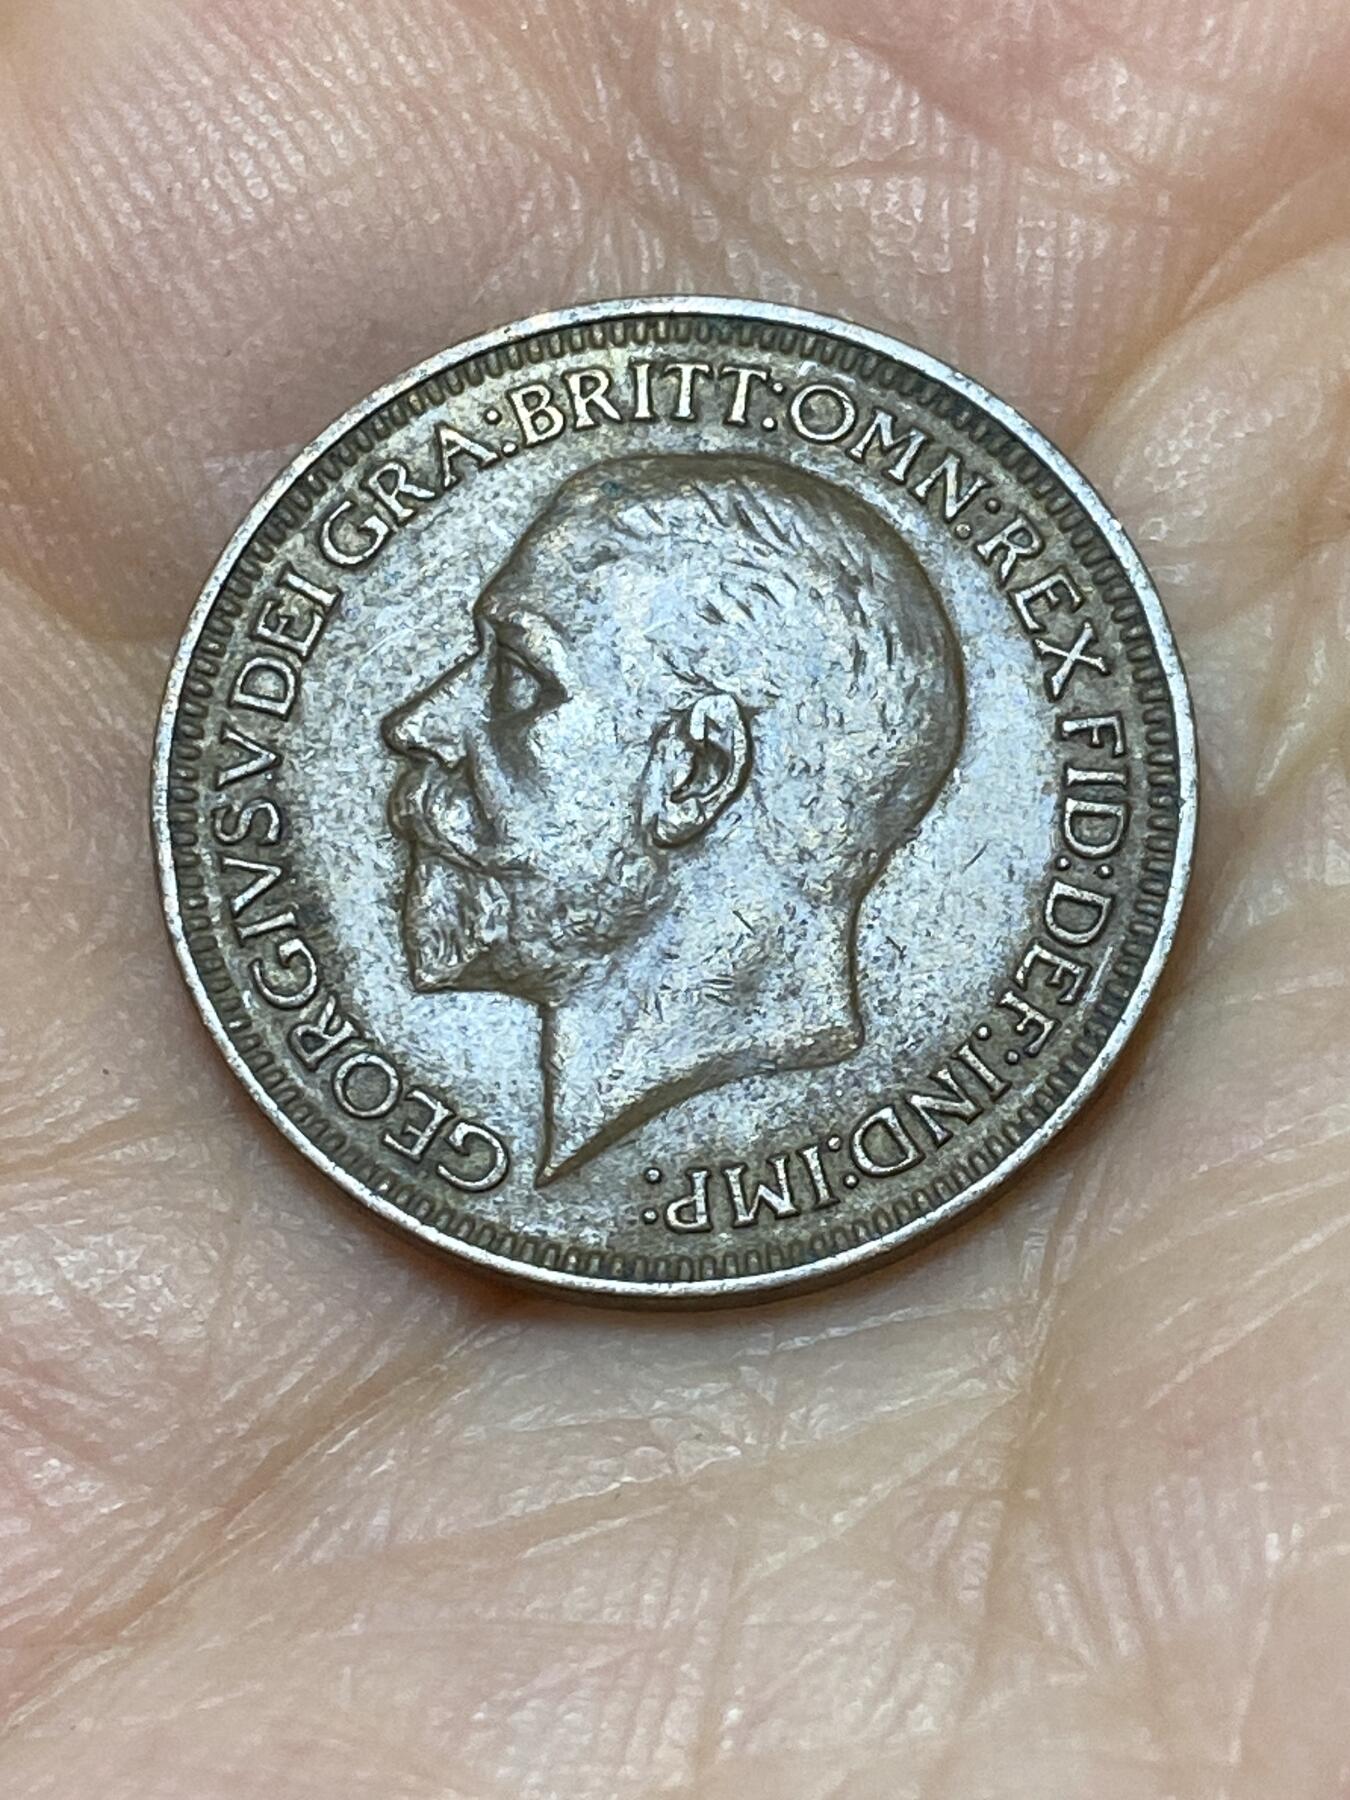 GEORGIVS V DEI GRA: BRITT: OMN: REX FID: DEF: IND: IMP: